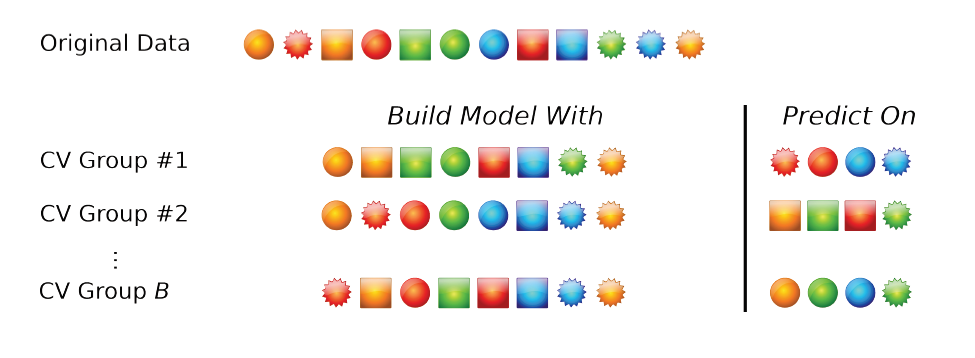 Original Data
Build Model With
Predict On
CV Group #1
CV Group #2
⋮
CV Group B